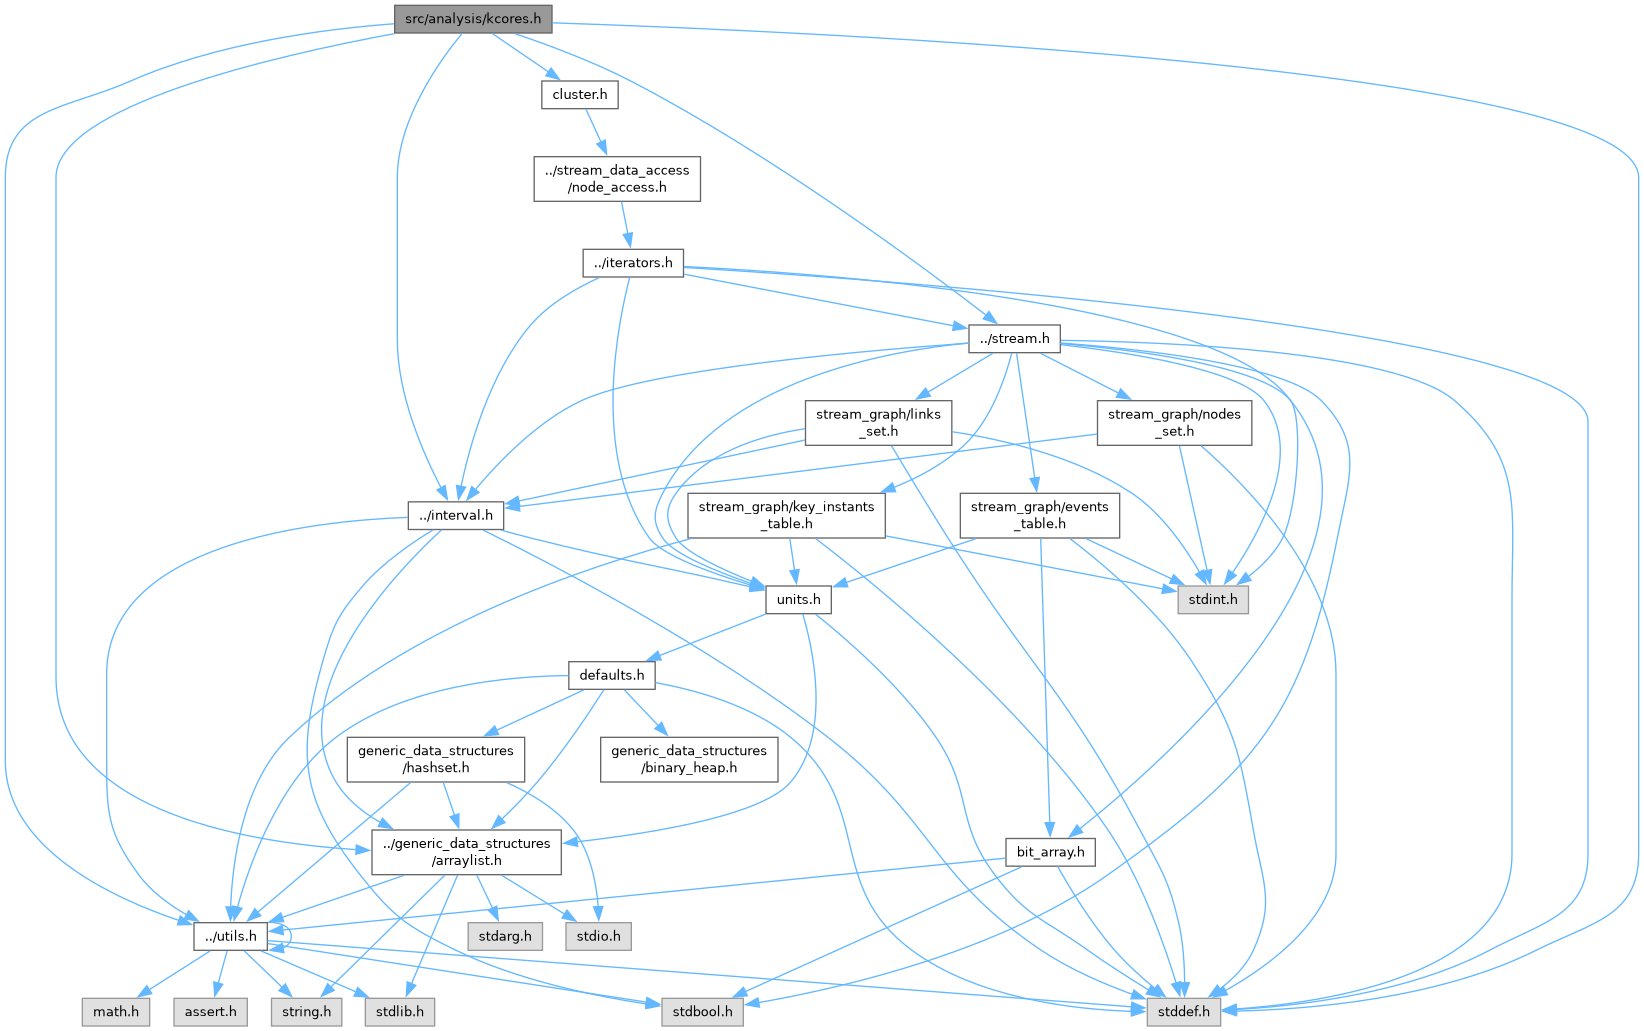 src/analysis/kcores.h
cluster.h
../stream_data_access
/node_access.h
../iterators.h
../stream.h
stream_graph/links
_set.h
stream_graph/nodes
_set.h
../interval.h
stream_graph/key_instants
_table.h
stream_graph/events
_table.h
units.h
stdint.h
defaults.h
generic_data_structures
/hashset.h
generic_data_structures
/binary_heap.h
../generic_data_structures
/arraylist.h
bit_array.h
../utils.h
stdarg.h
stdio.h
math.h
assert.h
string.h
stdlib.h
stdbool.h
stddef.h